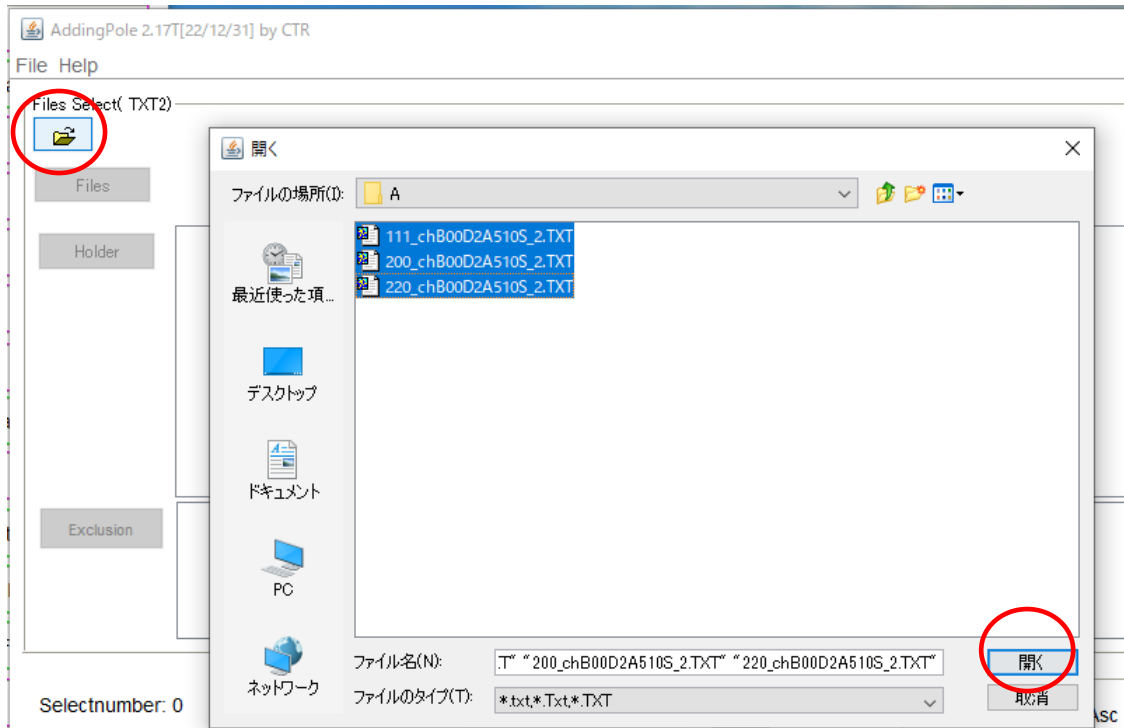 AddingPole 2.17T[22/12/31] by CTR
File Help
Files Select( TXT2)
Files
Holder
Exclusion
Selectnumber: 0
開く
ファイルの場所(I):
A
111_chB00D2A510S_2.TXT
200_chB00D2A510S_2.TXT
220_chB00D2A510S_2.TXT
最近使った項...
デスクトップ
ドキュメント
PC
ネットワーク
ファイル名(N):
.T" "200_chB00D2A510S_2.TXT" "220_chB00D2A510S_2.TXT"
開く
ファイルのタイプ(T):
*.txt,*.Txt,*.TXT
取消
Asc